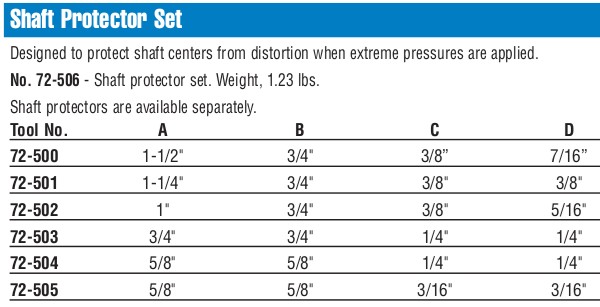 Shaft Protector Set
Designed to protect shaft centers from distortion when extreme pressures are applied.
No. 72-506 - Shaft protector set. Weight, 1.23 lbs.
Shaft protectors are available separately.
Tool No. A B C D
72-500 1-1/2" 3/4" 3/8” 7/16”
72-501 1-1/4" 3/4" 3/8" 3/8"
72-502 1" 3/4" 3/8" 5/16"
72-503 3/4" 3/4" 1/4" 1/4"
72-504 5/8" 5/8" 1/4" 1/4"
72-505 5/8" 5/8" 3/16" 3/16"